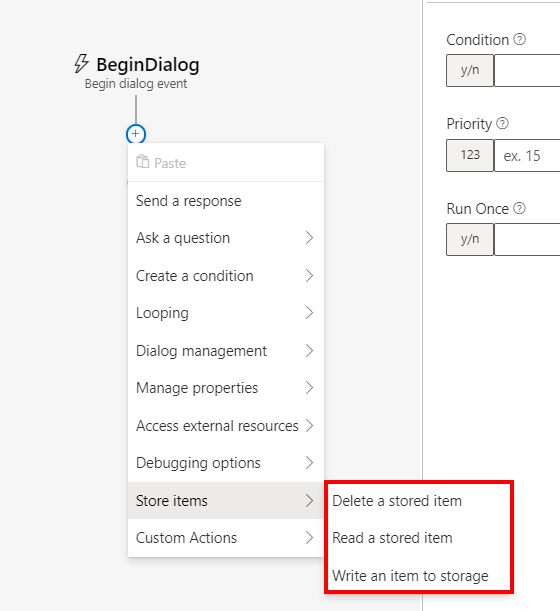 BeginDialog
Begin dialog event
Paste
Send a response
Ask a question
Create a condition
Looping
Dialog management
Manage properties
Access external resources
Debugging options
Store items
Custom Actions
Delete a stored item
Read a stored item
Write an item to storage
Condition
y/n
Priority
123 ex. 15
Run Once
y/n